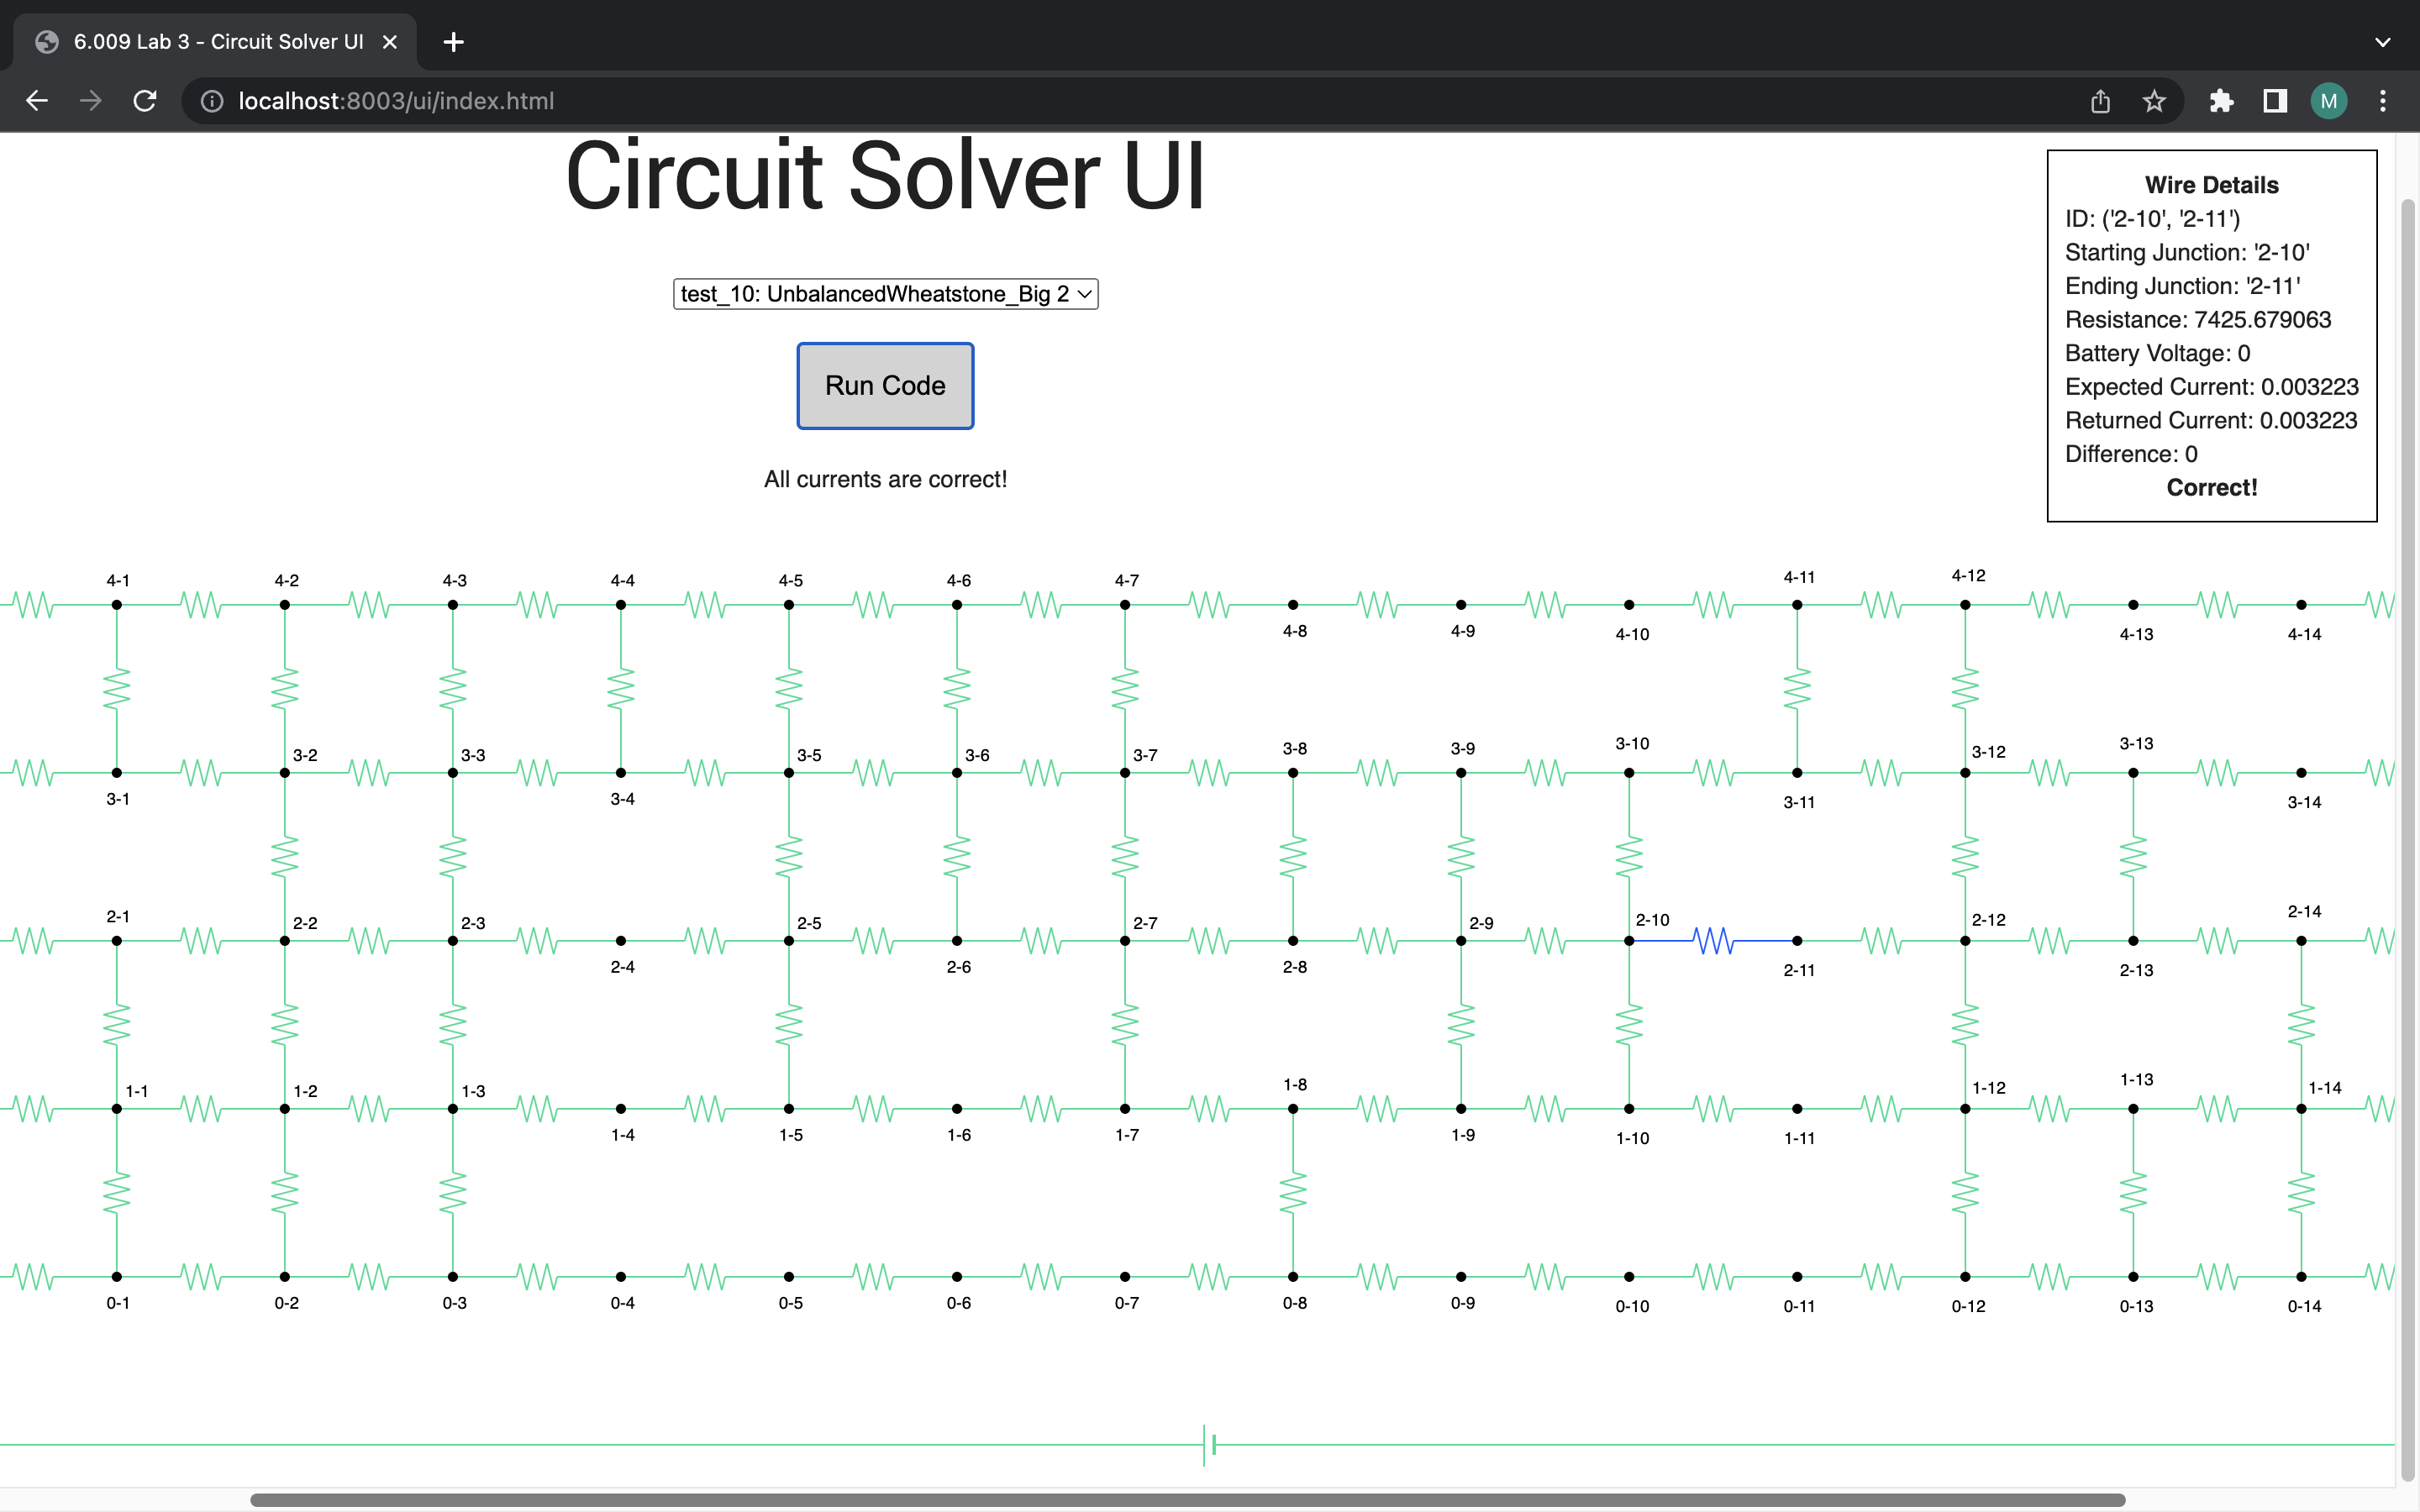 6.009 Lab 3 - Circuit Solver UI
localhost:8003/ui/index.html
M
Circuit Solver UI
test_10: UnbalancedWheatstone_Big 2
Run Code
All currents are correct!
Wire Details
ID: ('2-10', '2-11')
Starting Junction: '2-10'
Ending Junction: '2-11'
Resistance: 7425.679063
Battery Voltage: 0
Expected Current: 0.003223
Returned Current: 0.003223
Difference: 0
Correct!
4-1 4-2 4-3 4-4 4-5 4-6 4-7 4-8 4-9 4-10 4-11 4-12 4-13 4-14
3-1 3-2 3-3 3-4 3-5 3-6 3-7 3-8 3-9 3-10 3-11 3-12 3-13 3-14
2-1 2-2 2-3 2-4 2-5 2-6 2-7 2-8 2-9 2-10 2-11 2-12 2-13 2-14
1-1 1-2 1-3 1-4 1-5 1-6 1-7 1-8 1-9 1-10 1-11 1-12 1-13 1-14
0-1 0-2 0-3 0-4 0-5 0-6 0-7 0-8 0-9 0-10 0-11 0-12 0-13 0-14